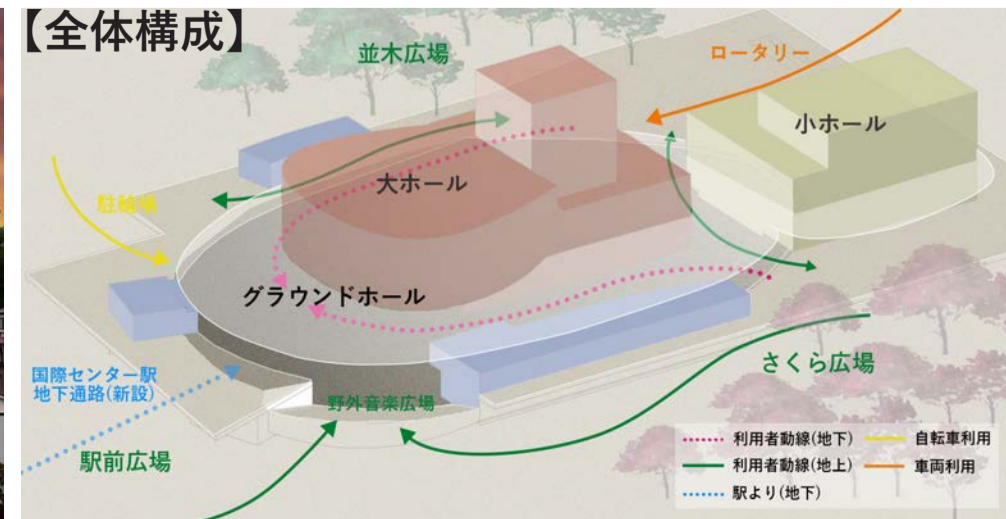 【全体構成】
並木広場
ロータリー
小ホール
大ホール
駐輪場
グラウンドホール
国際センター駅
地下通路(新設)
さくら広場
野外音楽広場
駅前広場
利用者動線(地下)
自転車利用
利用者動線(地上)
車両利用
駅より(地下)